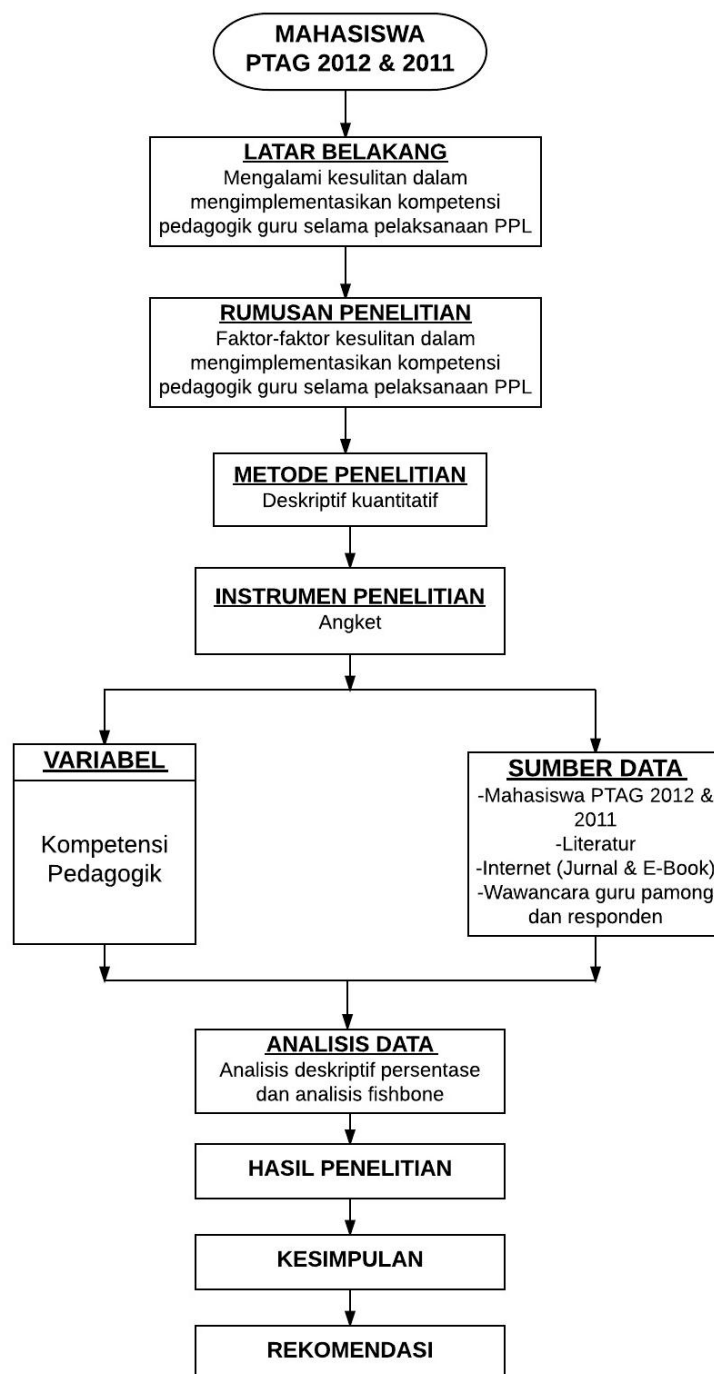 MAHASISWA
PTAG 2012 & 2011
LATAR BELAKANG
Mengalami kesulitan dalam
mengimplementasikan kompetensi
pedagogik guru selama pelaksanaan PPL
RUMUSAN PENELITIAN
Faktor-faktor kesulitan dalam
mengimplementasikan kompetensi
pedagogik guru selama pelaksanaan PPL
METODE PENELITIAN
Deskriptif kuantitatif
INSTRUMEN PENELITIAN
Angket
VARIABEL
Kompetensi
Pedagogik
SUMBER DATA
-Mahasiswa PTAG 2012 &
2011
-Literatur
-Internet (Jurnal & E-Book)
-Wawancara guru pamong
dan responden
ANALISIS DATA
Analisis deskriptif persentase
dan analisis fishbone
HASIL PENELITIAN
KESIMPULAN
REKOMENDASI